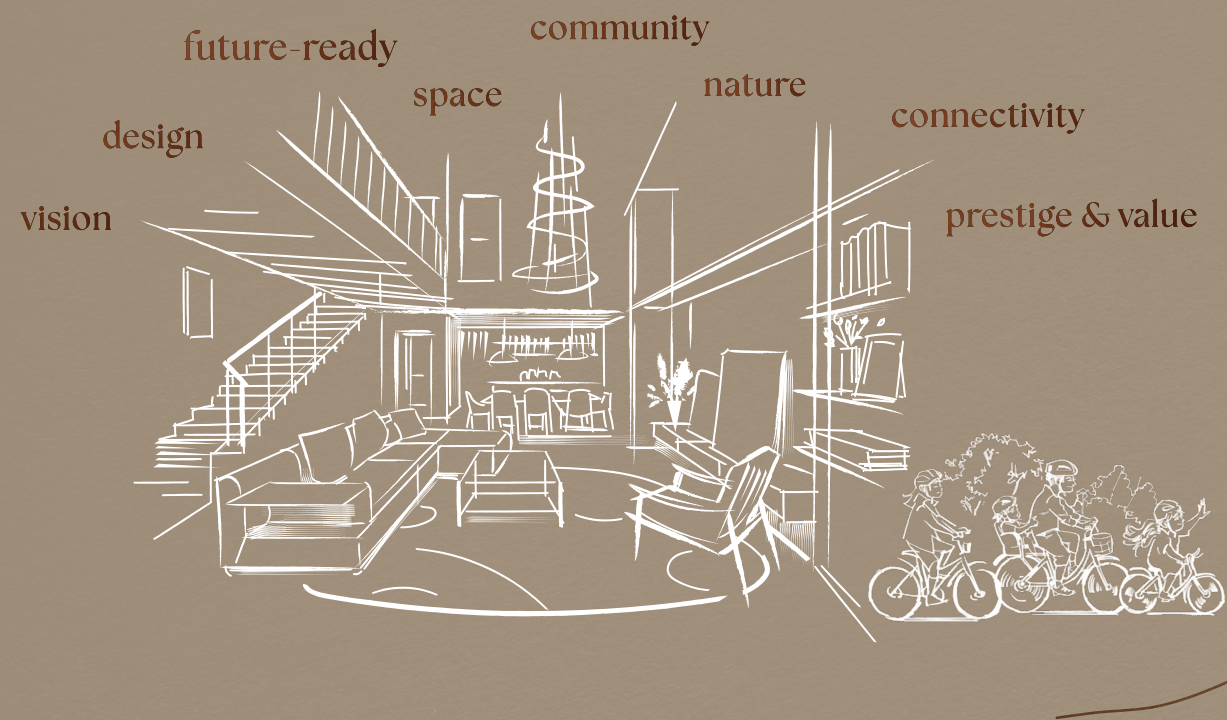 vision
design
future-ready
space
community
nature
connectivity
prestige & value